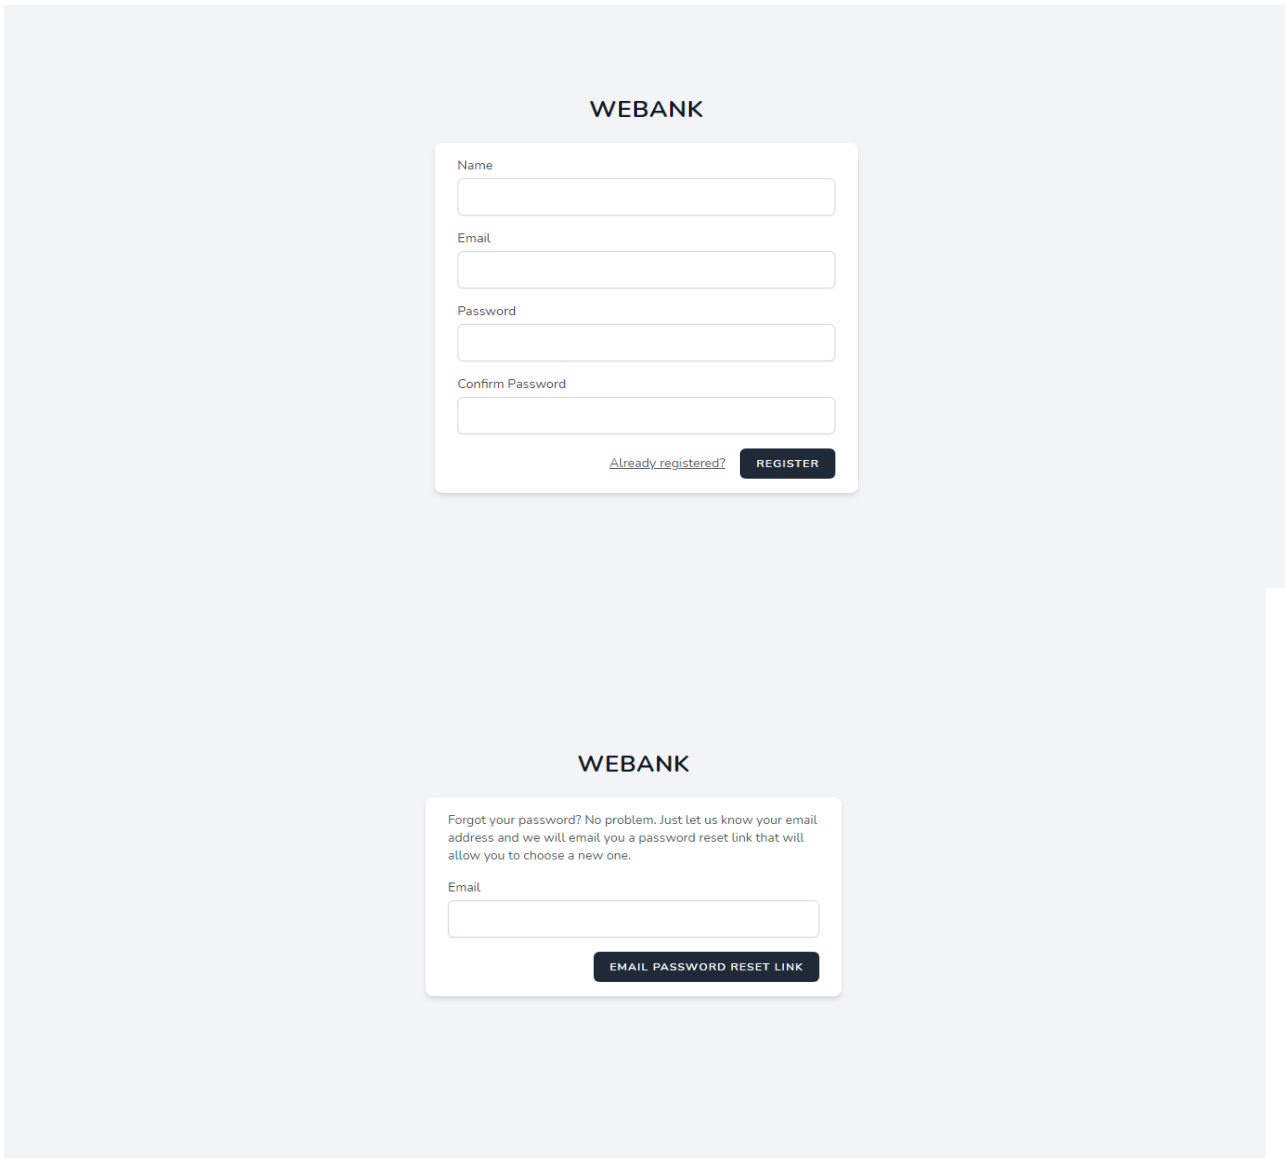 WEBANK
Name
Email
Password
Confirm Password
Already registered? REGISTER
WEBANK
Forgot your password? No problem. Just let us know your email
address and we will email you a password reset link that will
allow you to choose a new one.
Email
EMAIL PASSWORD RESET LINK